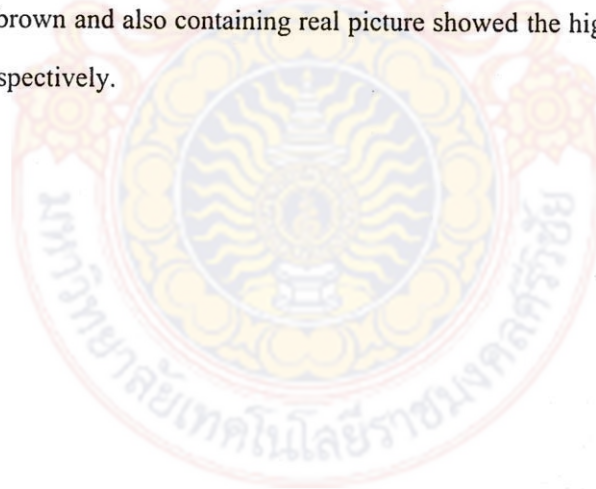 brown and also containing real picture showed the hig
spectively.
มหาวิทยาลัยเทคโนโลยีราชมงคลศรีวิชัย